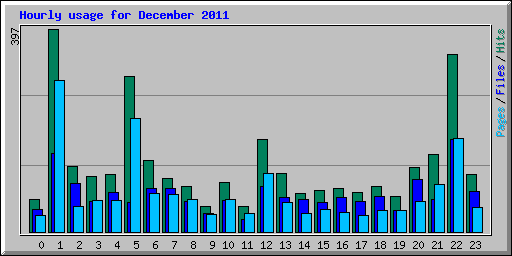 Hourly usage for December 2011
397
Pages / Files / Hits
0 1 2 3 4 5 6 7 8 9 10 11 12 13 14 15 16 17 18 19 20 21 22 23